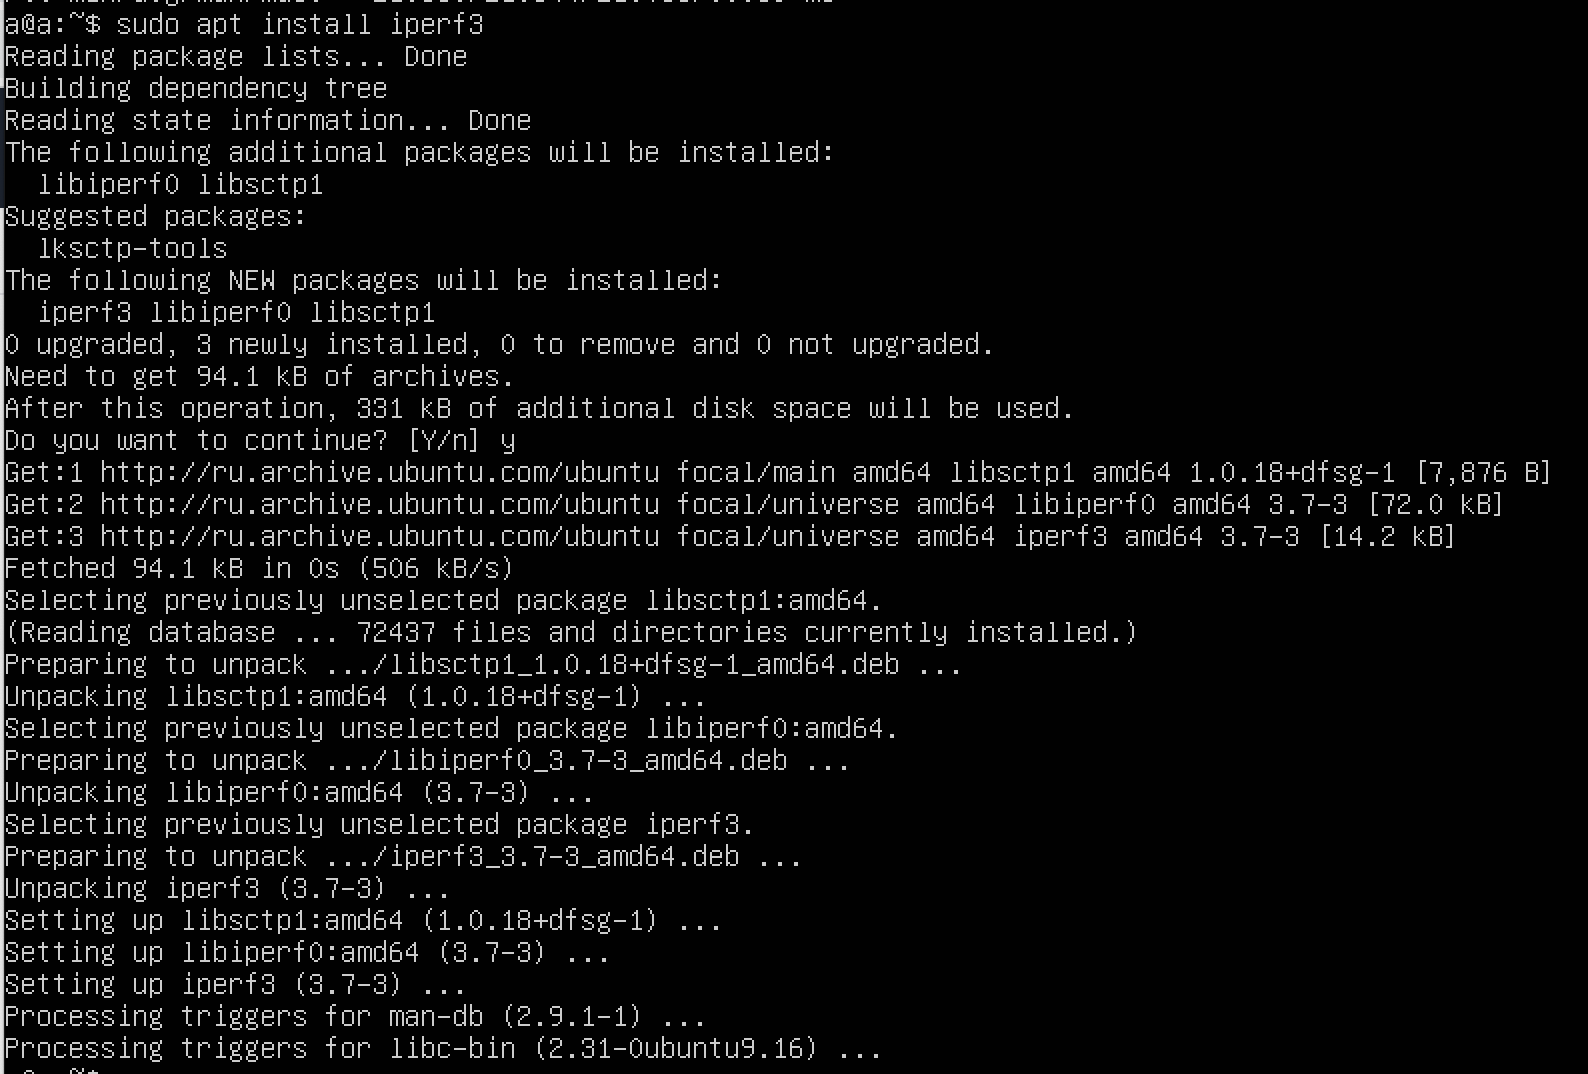 a@a:~$ sudo apt install iperf3
Reading package lists... Done
Building dependency tree
Reading state information... Done
The following additional packages will be installed:
  libiperf0 libsctp1
Suggested packages:
  lksctp-tools
The following NEW packages will be installed:
  iperf3 libiperf0 libsctp1
0 upgraded, 3 newly installed, 0 to remove and 0 not upgraded.
Need to get 94.1 kB of archives.
After this operation, 331 kB of additional disk space will be used.
Do you want to continue? [Y/n] y
Get:1 http://ru.archive.ubuntu.com/ubuntu focal/main amd64 libsctp1 amd64 1.0.18+dfsg-1 [7,876 B]
Get:2 http://ru.archive.ubuntu.com/ubuntu focal/universe amd64 libiperf0 amd64 3.7-3 [72.0 kB]
Get:3 http://ru.archive.ubuntu.com/ubuntu focal/universe amd64 iperf3 amd64 3.7-3 [14.2 kB]
Fetched 94.1 kB in 0s (506 kB/s)
Selecting previously unselected package libsctp1:amd64.
(Reading database ... 72437 files and directories currently installed.)
Preparing to unpack .../libsctp1_1.0.18+dfsg-1_amd64.deb ...
Unpacking libsctp1:amd64 (1.0.18+dfsg-1) ...
Selecting previously unselected package libiperf0:amd64.
Preparing to unpack .../libiperf0_3.7-3_amd64.deb ...
Unpacking libiperf0:amd64 (3.7-3) ...
Selecting previously unselected package iperf3.
Preparing to unpack .../iperf3_3.7-3_amd64.deb ...
Unpacking iperf3 (3.7-3) ...
Setting up libsctp1:amd64 (1.0.18+dfsg-1) ...
Setting up libiperf0:amd64 (3.7-3) ...
Setting up iperf3 (3.7-3) ...
Processing triggers for man-db (2.9.1-1) ...
Processing triggers for libc-bin (2.31-0ubuntu9.16) ...